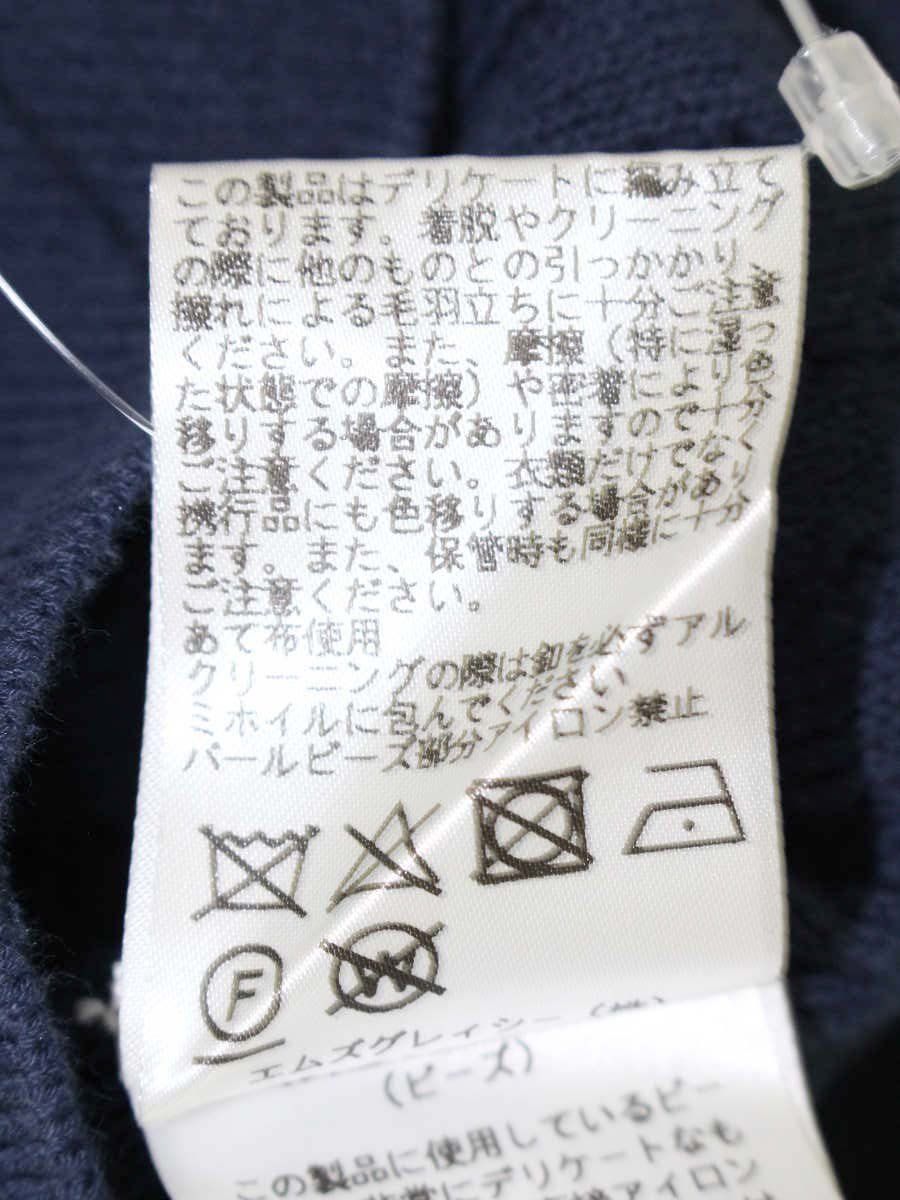 この製品はデリケートに編み立て
ております。着脱やクリーニング
の際に他のものとの引っかかり
擦れによる毛羽立ちに十分ご注意
ください。また、摩擦(特に湿っ
た状態での摩擦)や密着により色
移りする場合がありますので十分
ご注意ください。衣類だけでなく
携行品にも色移りする場合があり
ます。また、保管時も同様に十分
ご注意ください。
あて布使用
クリーニングの際は釦を必ずアル
ミホイルに包んでください
パールビーズ部分アイロン禁止
F
W
エムズグレイシー(株)
(ビーズ)
この製品に使用しているビー
非常にデリケートなも
アイロン